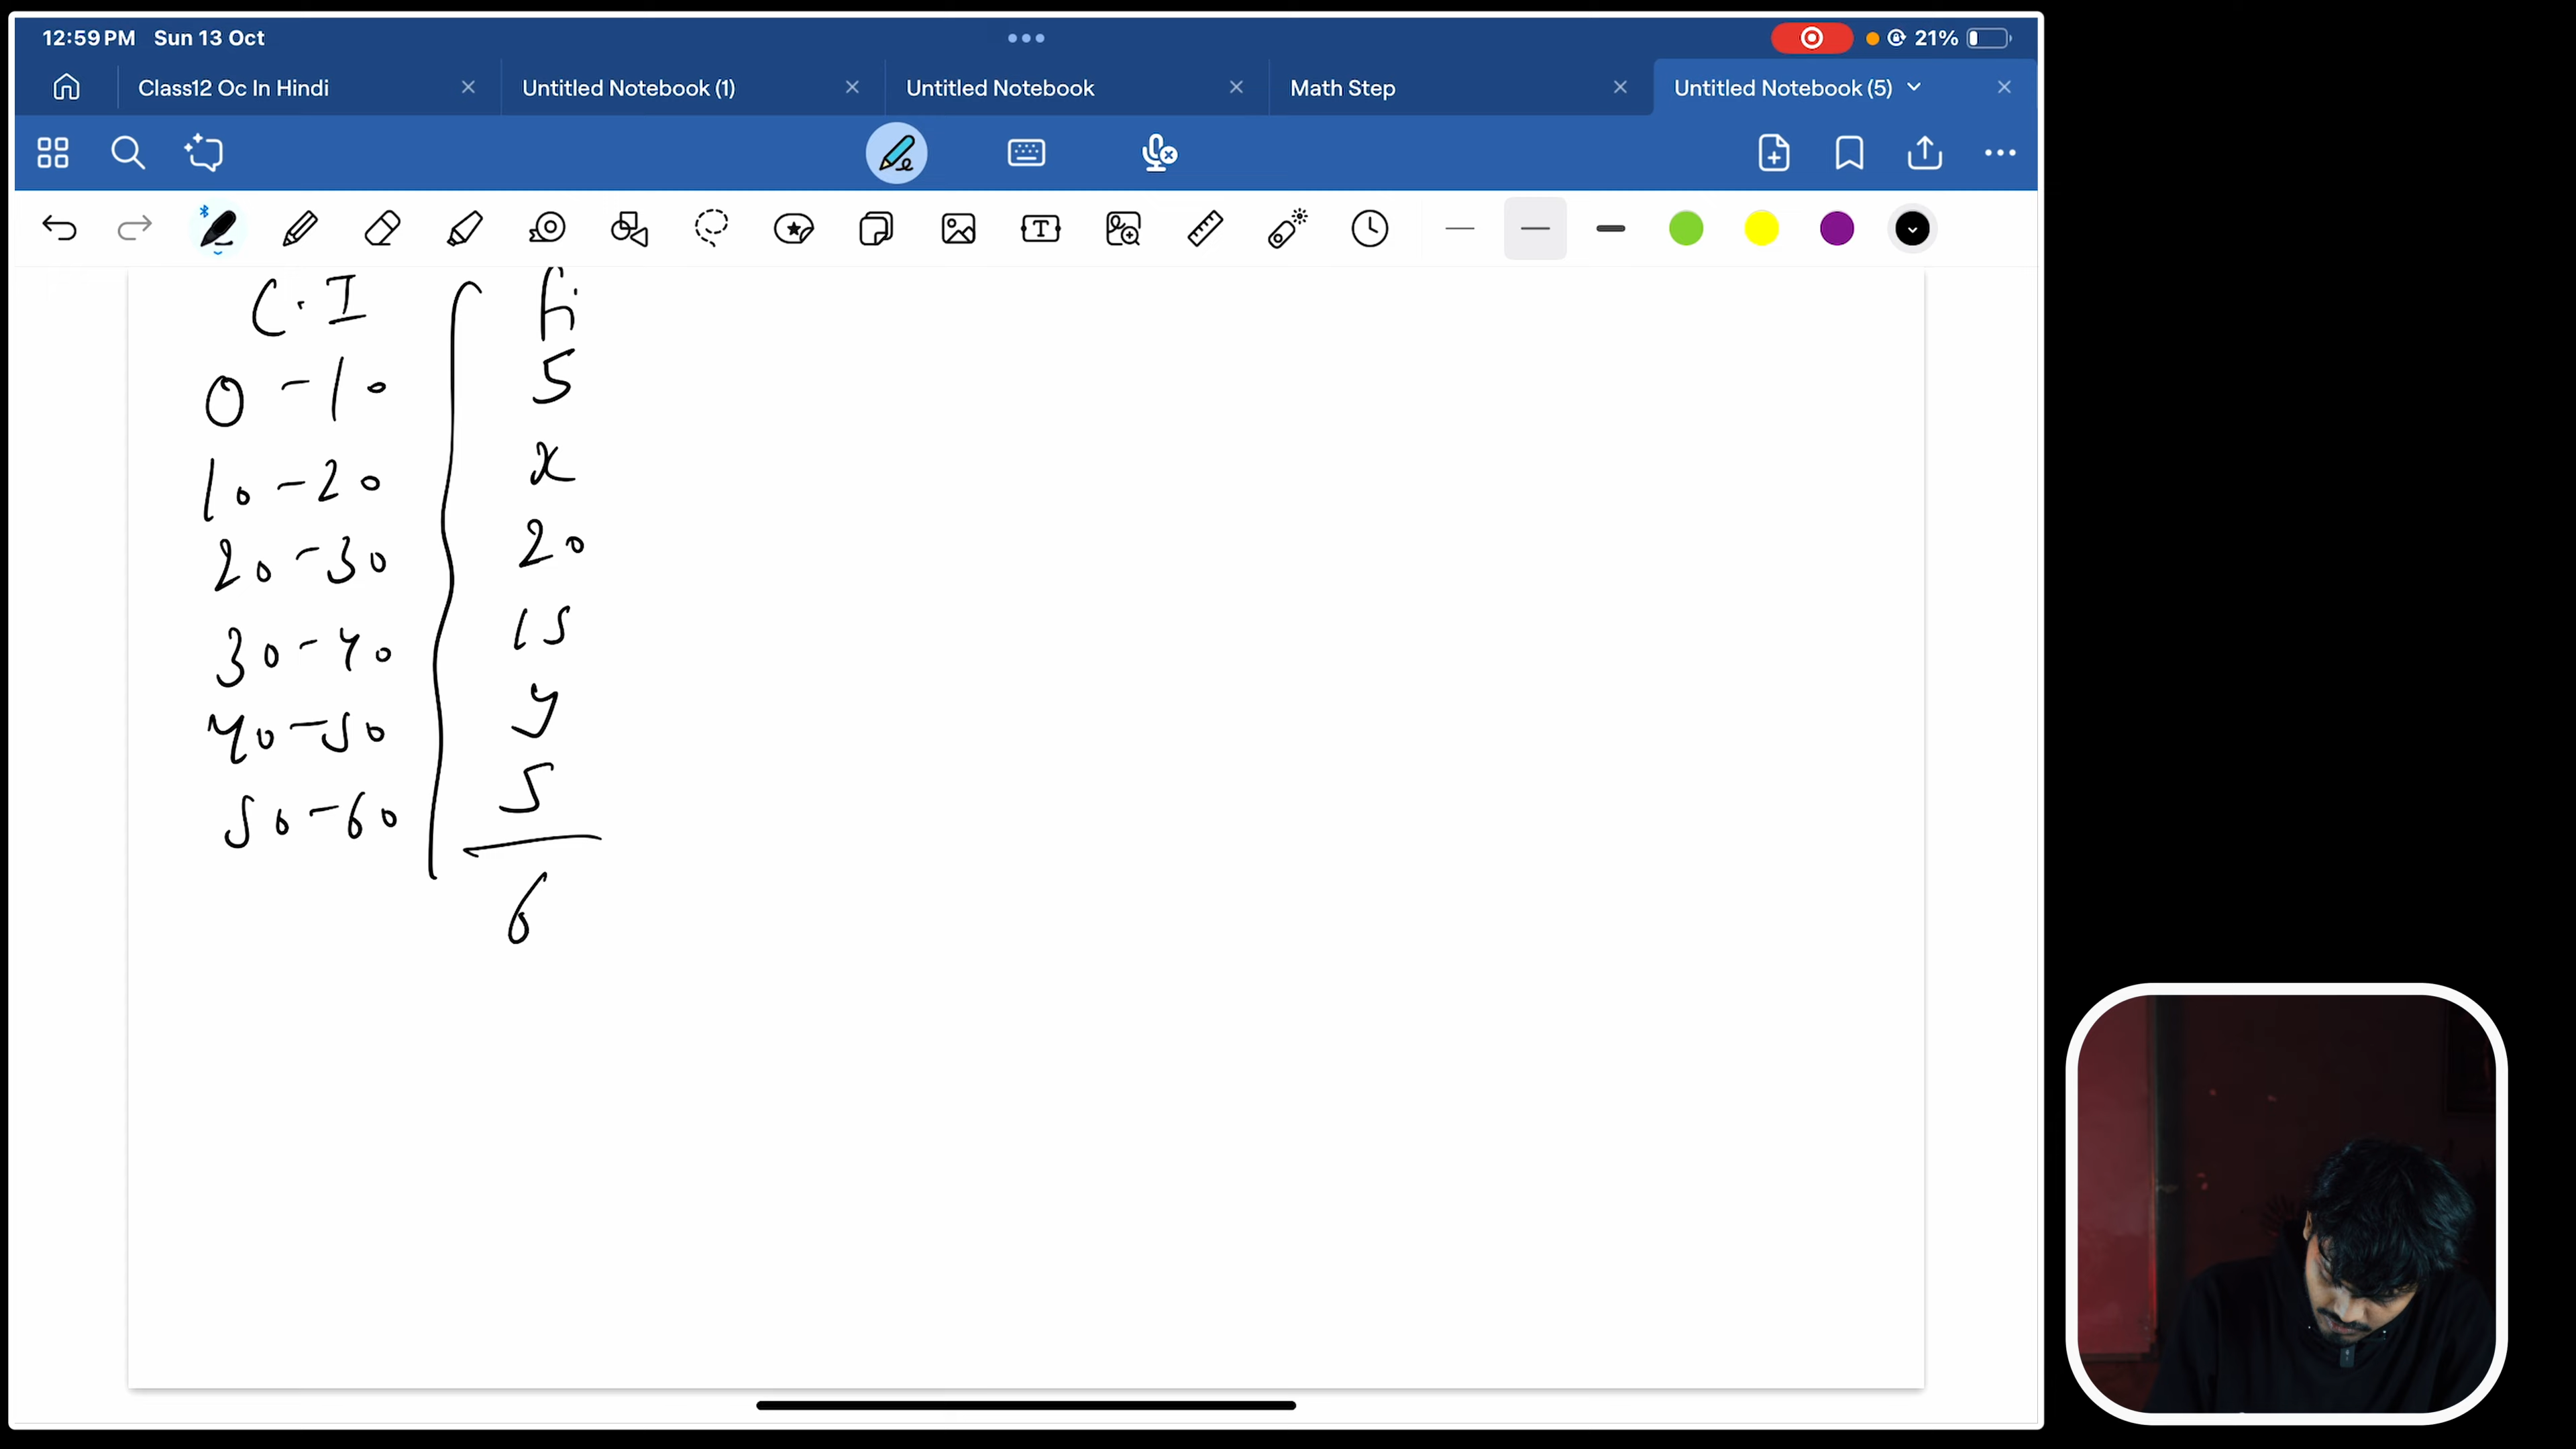 12:59 PM Sun 13 Oct
21%
Class12 Oc In Hindi
Untitled Notebook (1)
Untitled Notebook
Math Step
Untitled Notebook (5)
C.I fi
0-10 5
10-20 x
20-30 20
30-40 15
40-50 y
50-60 5
6